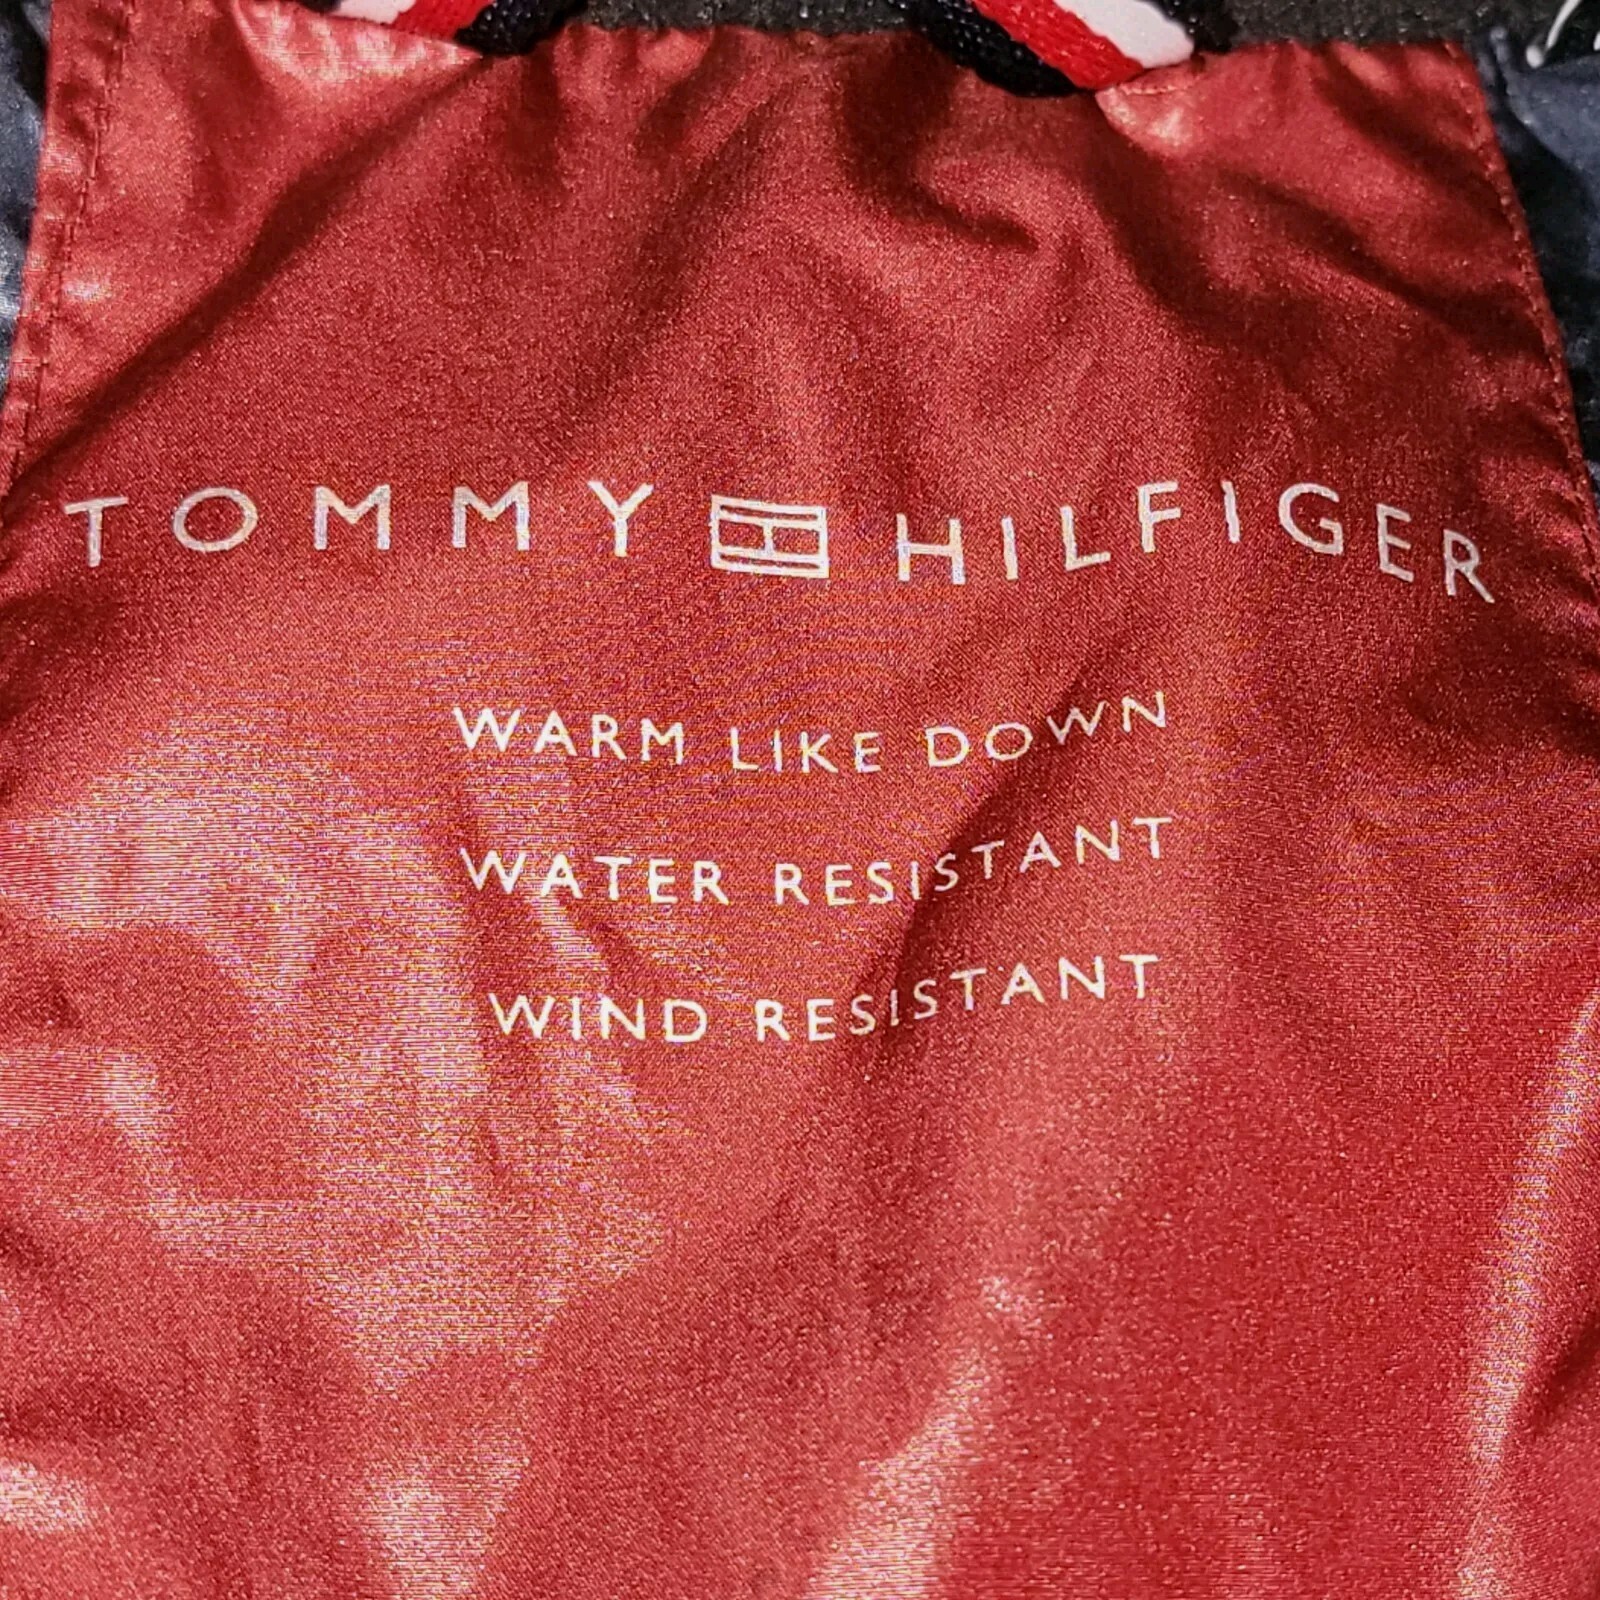 TOMMY HILFIGER
WARM LIKE DOWN
WATER RESISTANT
WIND RESISTANT